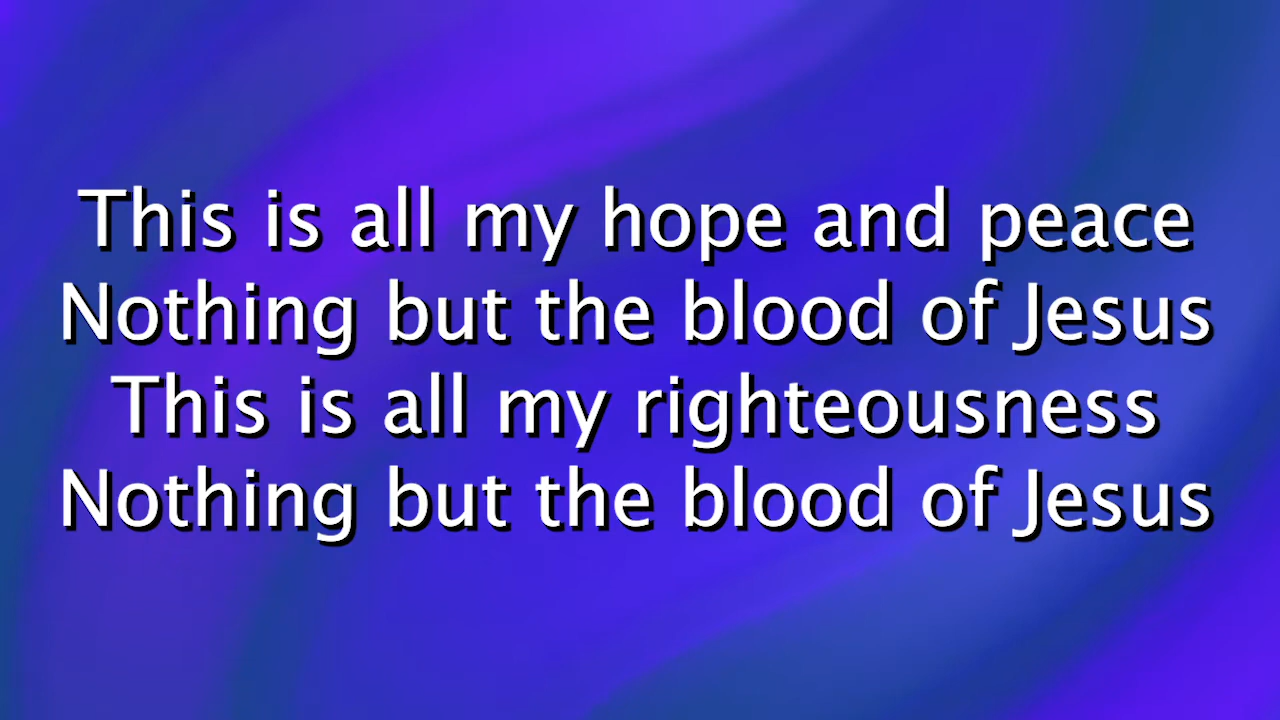 This is all my hope and peace
Nothing but the blood of Jesus
This is all my righteousness
Nothing but the blood of Jesus